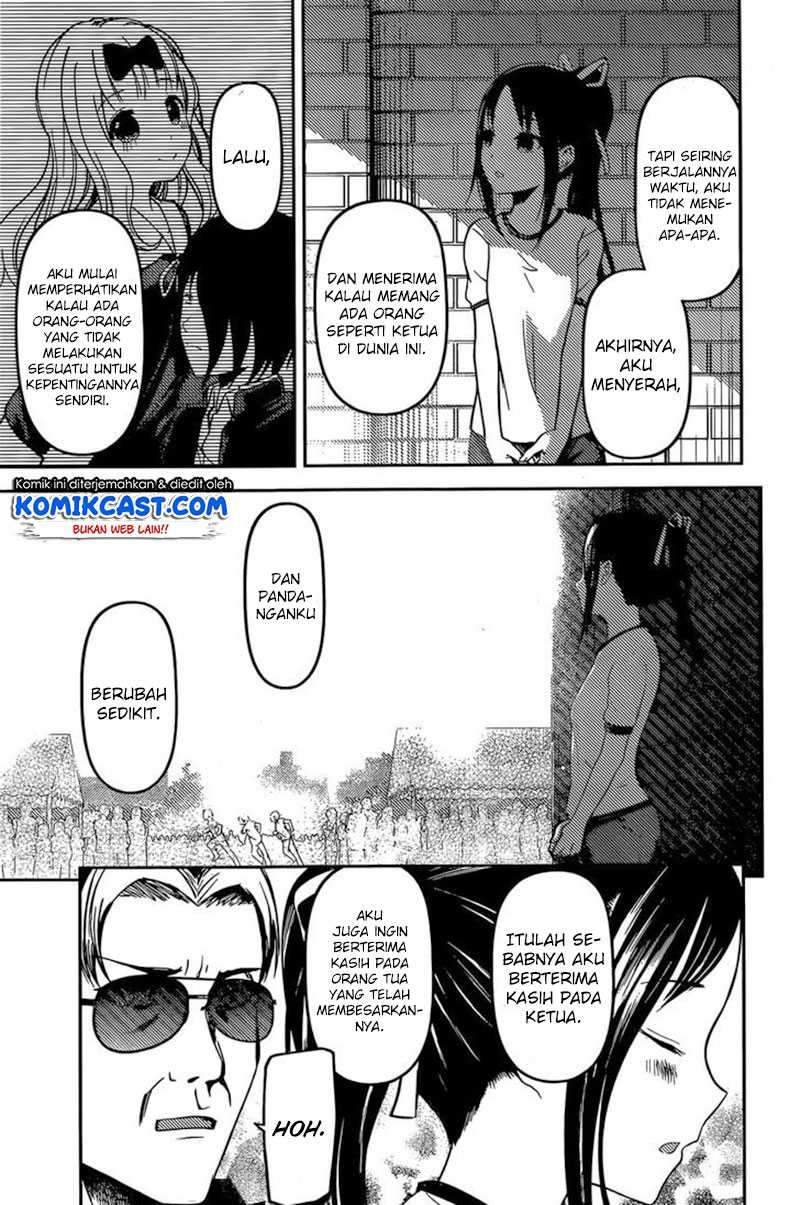 TAPI SEIRING
BERJALANNYA
WAKTU, AKU
TIDAK MENE-
MUKAN
APA-APA.
AKHIRNYA,
AKU
MENYERAH,
DAN MENERIMA
KALAU MEMANG
ADA ORANG
SEPERTI KETUA
DI DUNIA INI.
LALU,
AKU MULAI
MEMPERHATIKAN
KALAU ADA
ORANG-ORANG
YANG TIDAK
MELAKUKAN
SESUATU UNTUK
KEPENTINGANNYA
SENDIRI.
Komik ini diterjemahkan & diedit oleh
KOMIKCAST.COM
BUKAN WEB LAIN!!
DAN
PANDA-
NGANKU
BERUBAH
SEDIKIT.
ITULAH SE-
BABNYA AKU
BERTERIMA
KASIH PADA
KETUA.
AKU
JUGA INGIN
BERTERIMA
KASIH PADA
ORANG TUA
YANG TELAH
MEMBESARKAN-
NYA.
HOH.